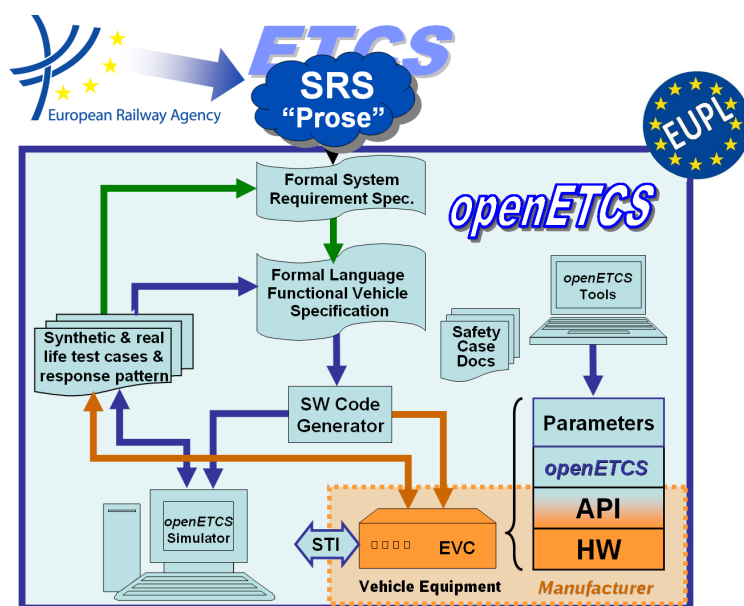 ETCS
European Railway Agency
SRS
“Prose”
EUPL
Formal System
Requirement Spec.
openETCS
Formal Language
Functional Vehicle
Specification
openETCS
Tools
Synthetic & real
life test cases &
response pattern
Safety
Case
Docs
SW Code
Generator
Parameters
openETCS
API
HW
openETCS
Simulator
STI
EVC
Vehicle Equipment
Manufacturer